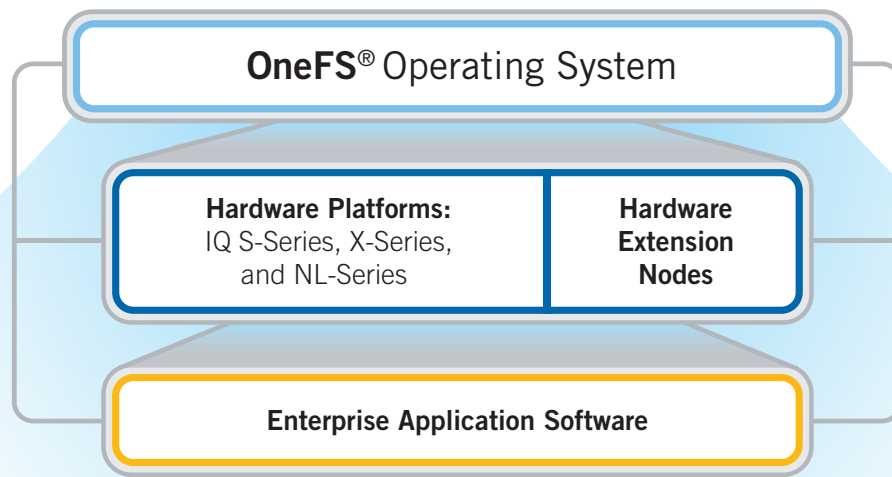 OneFS® Operating System
Hardware Platforms:
IQ S-Series, X-Series,
and NL-Series
Hardware
Extension
Nodes
Enterprise Application Software